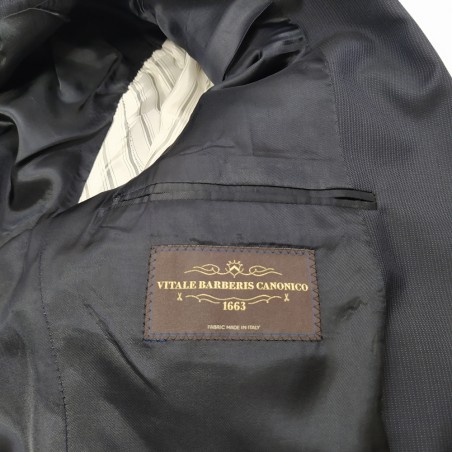 VITALE BARBERIS CANONICO
1663
FABRIC MADE IN ITALY